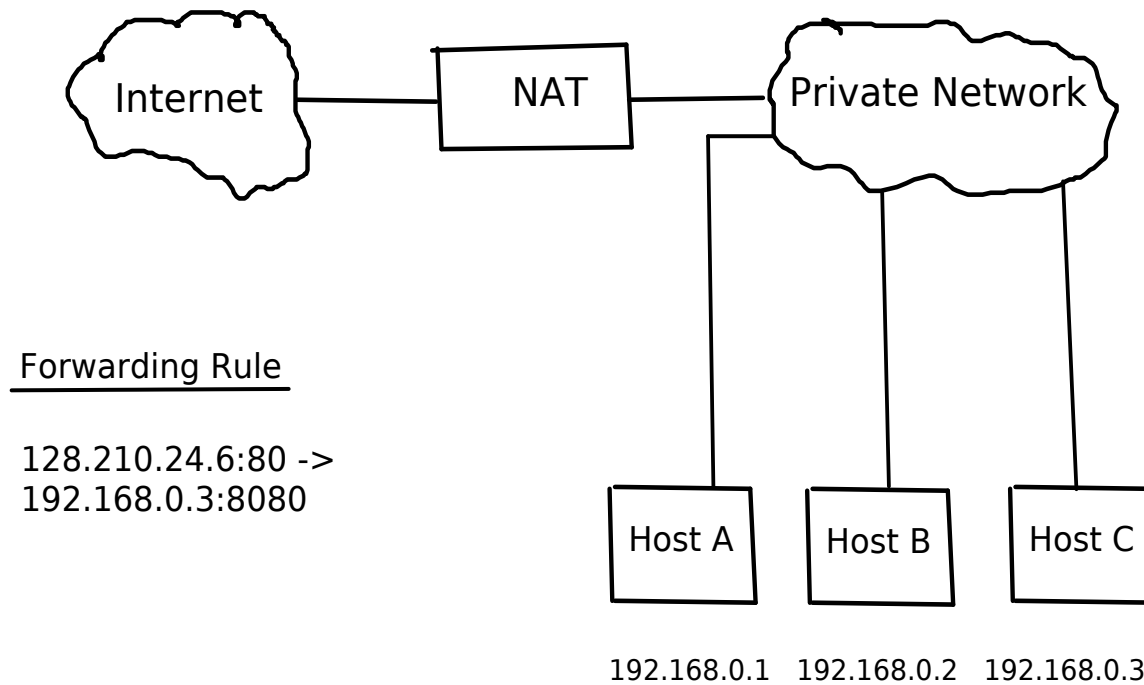 Internet
NAT
Private Network
Forwarding Rule
128.210.24.6:80 ->
192.168.0.3:8080
Host A
Host B
Host C
192.168.0.1
192.168.0.2
192.168.0.3